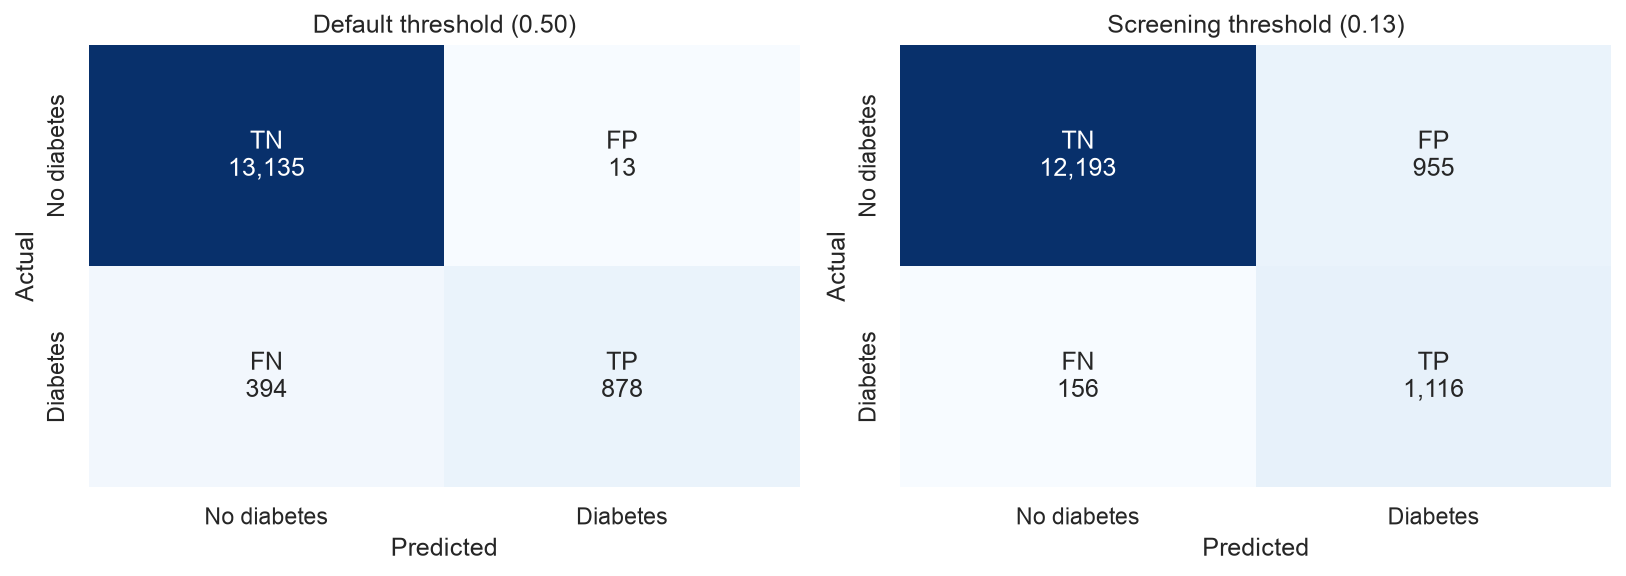 Default threshold (0.50)
Actual
No diabetes
Diabetes
TN
13,135
FP
13
FN
394
TP
878
No diabetes
Diabetes
Predicted
Screening threshold (0.13)
Actual
No diabetes
Diabetes
TN
12,193
FP
955
FN
156
TP
1,116
No diabetes
Diabetes
Predicted